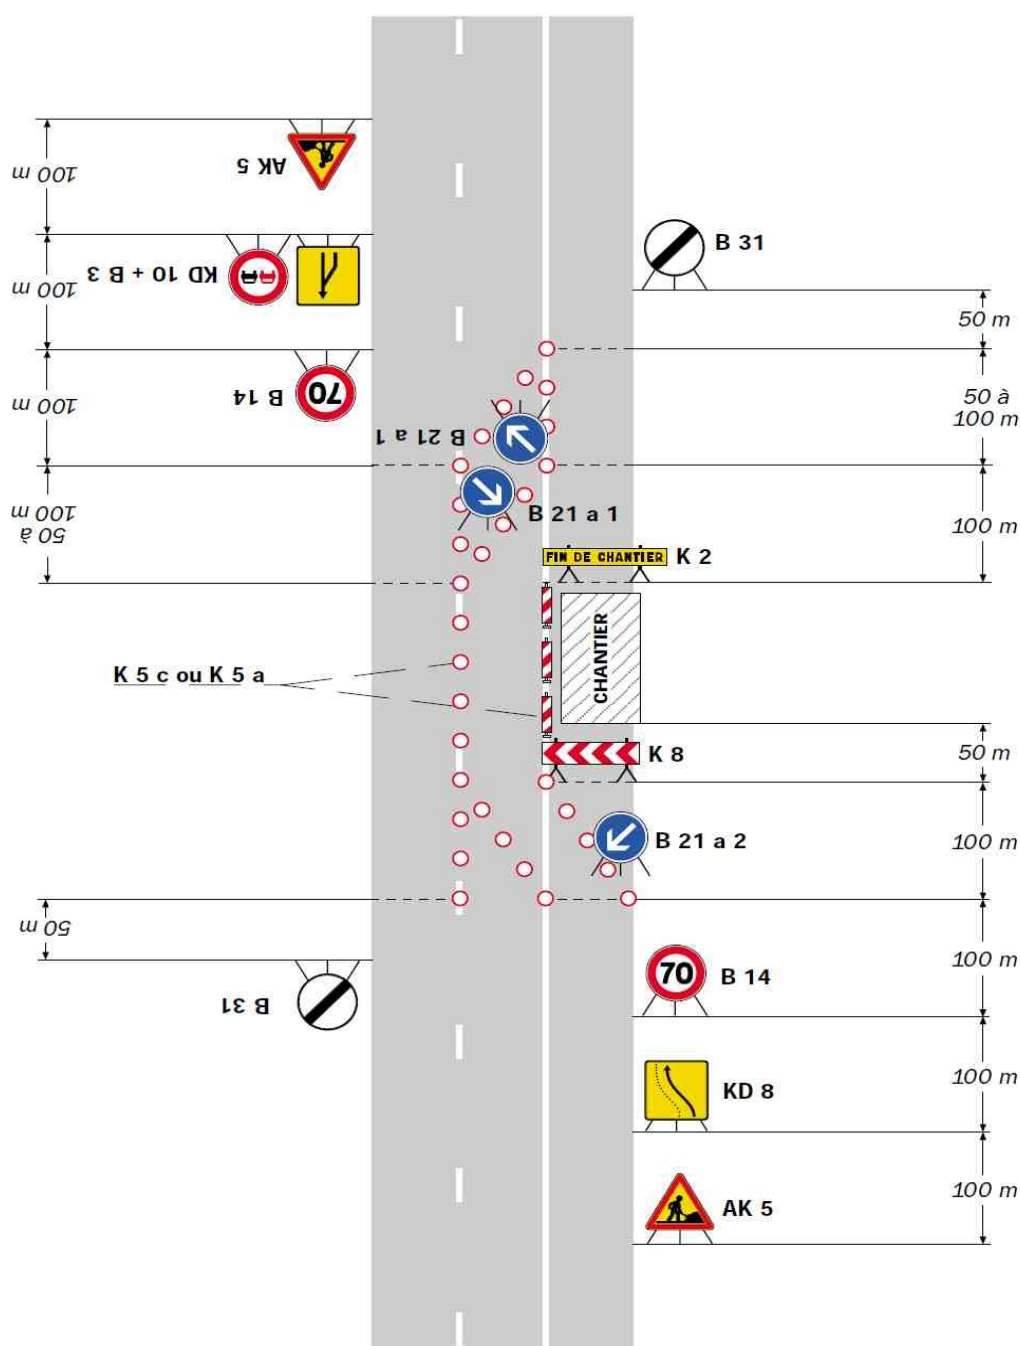 100 m
AK 5
100 m
KD 10 + B 3
100 m
70
B 14
B 21 a 1
50 à
100 m
B 31
50 m
50 à
100 m
B 21 a 1
100 m
FIN DE CHANTIER
K 2
CHANTIER
K 5 c ou K 5 a
K 8
50 m
B 21 a 2
100 m
50 m
B 31
70
B 14
100 m
KD 8
100 m
AK 5
100 m